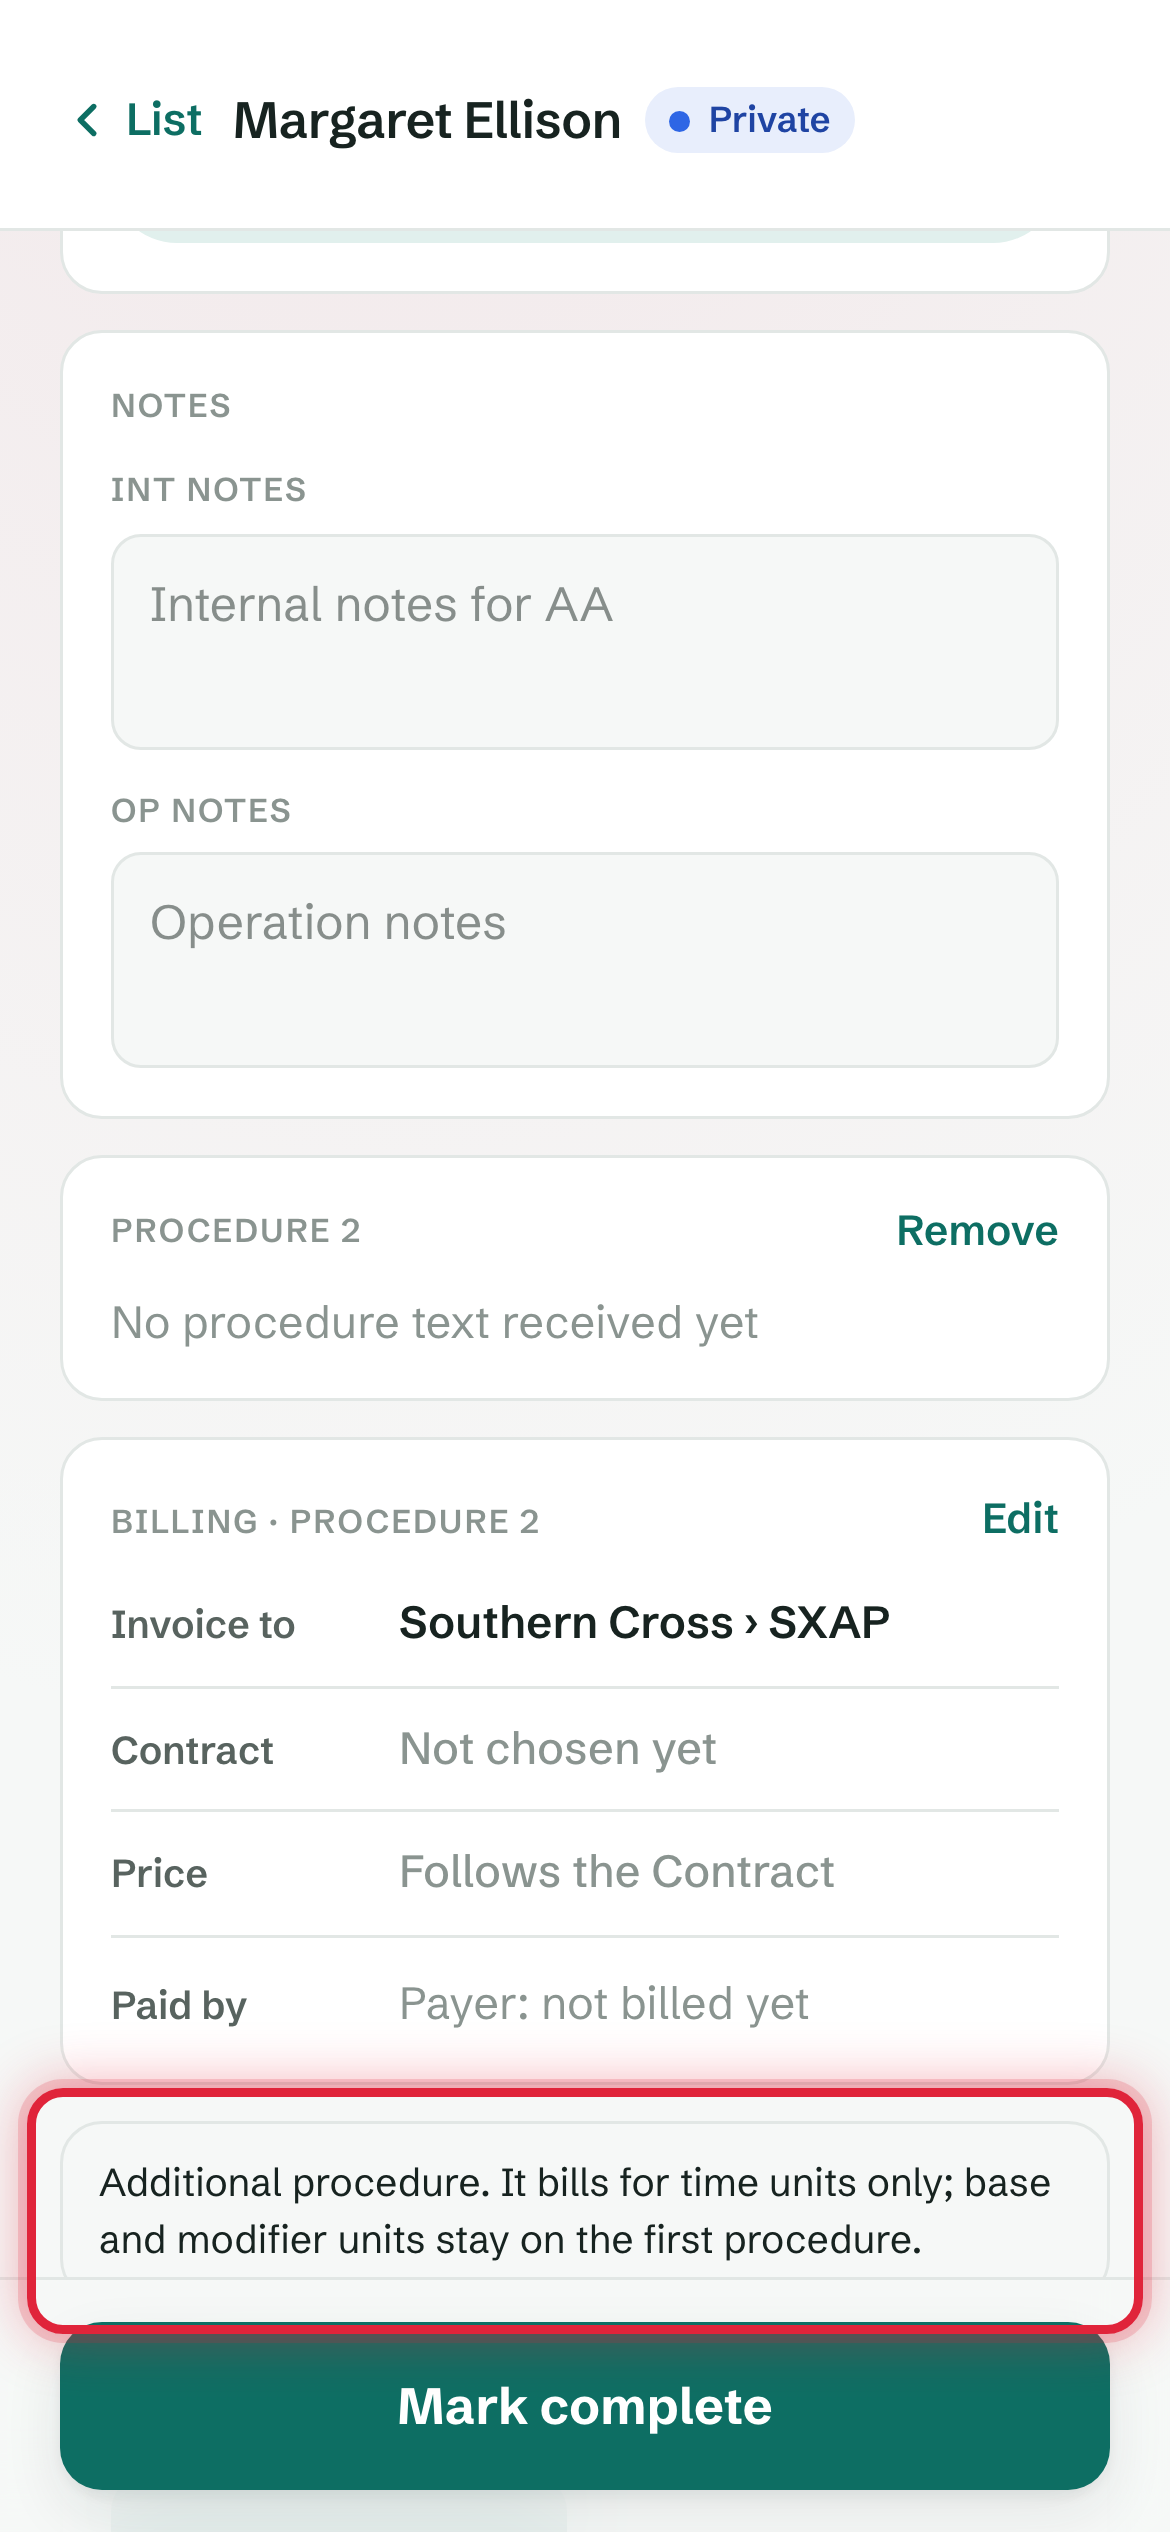 List Margaret Ellison Private
NOTES
INT NOTES
Internal notes for AA
OP NOTES
Operation notes
PROCEDURE 2 Remove
No procedure text received yet
BILLING · PROCEDURE 2 Edit
Invoice to Southern Cross › SXAP
Contract Not chosen yet
Price Follows the Contract
Paid by Payer: not billed yet
Additional procedure. It bills for time units only; base
and modifier units stay on the first procedure.
Mark complete